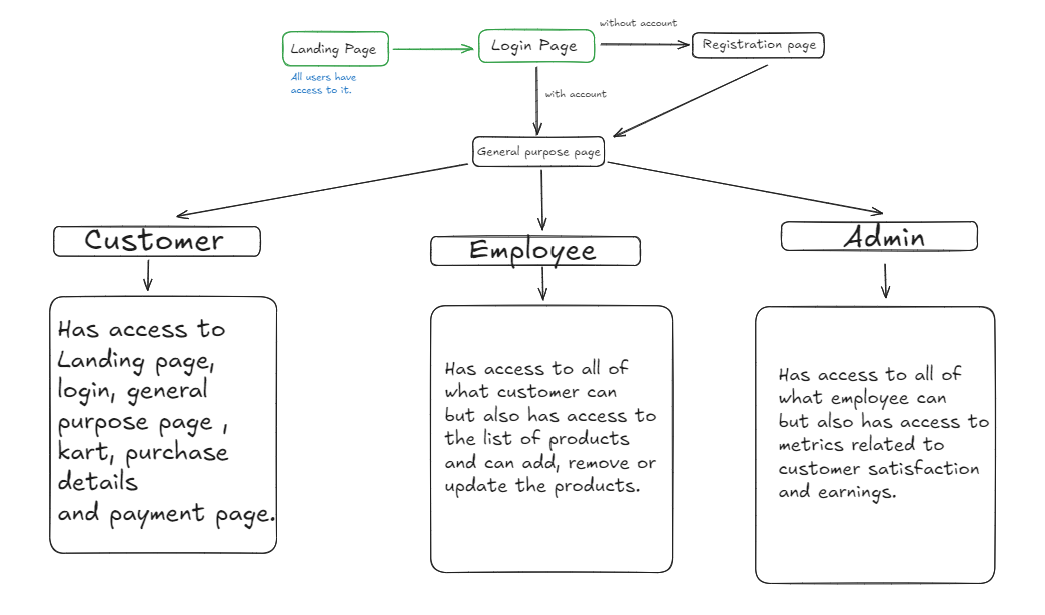 without account
Landing Page
Login Page
Registration page
All users have
access to it.
with account
General purpose page
Customer
Employee
Admin
Has access to
Landing page,
login, general
purpose page ,
kart, purchase
details
and payment page.
Has access to all of
what customer can
but also has access to
the list of products
and can add, remove or
update the products.
Has access to all of
what employee can
but also has access to
metrics related to
customer satisfaction
and earnings.